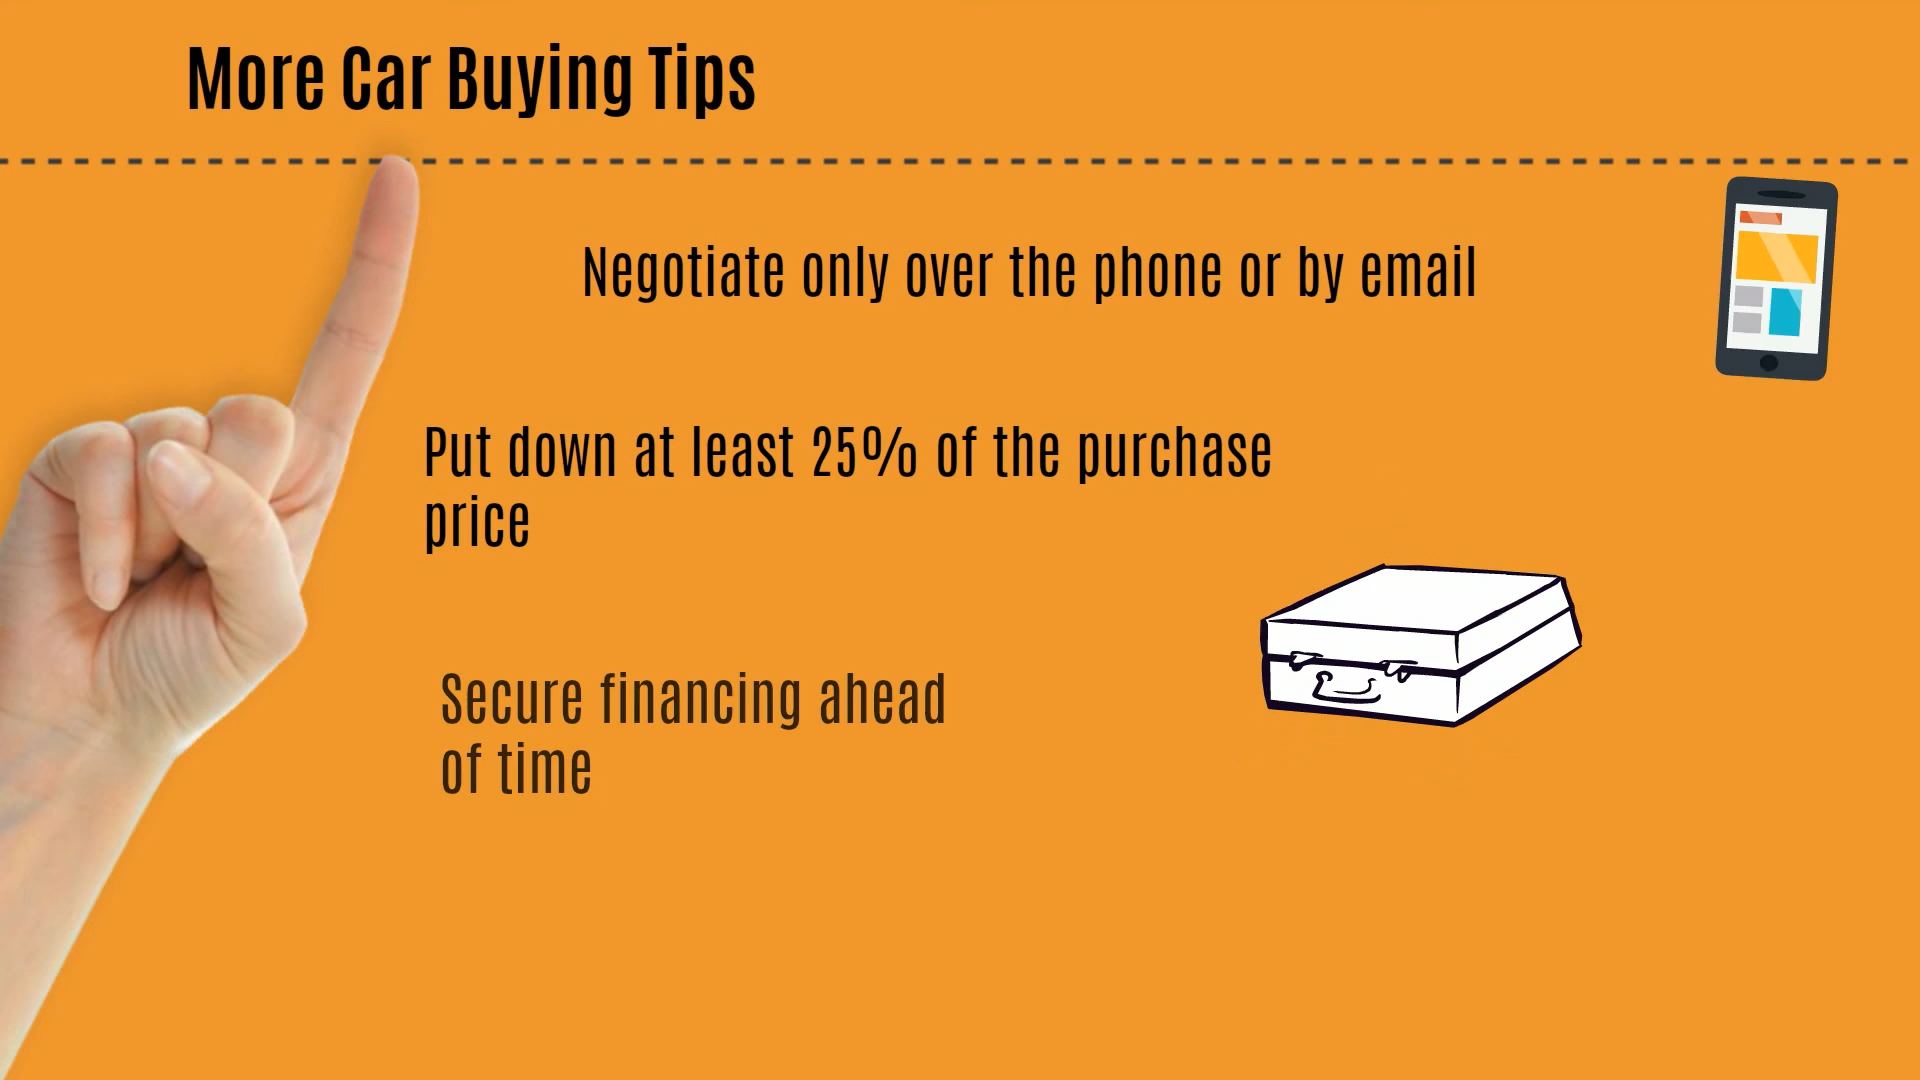 More Car Buying Tips
Negotiate only over the phone or by email
Put down at least 25% of the purchase
price
Secure financing ahead
of time